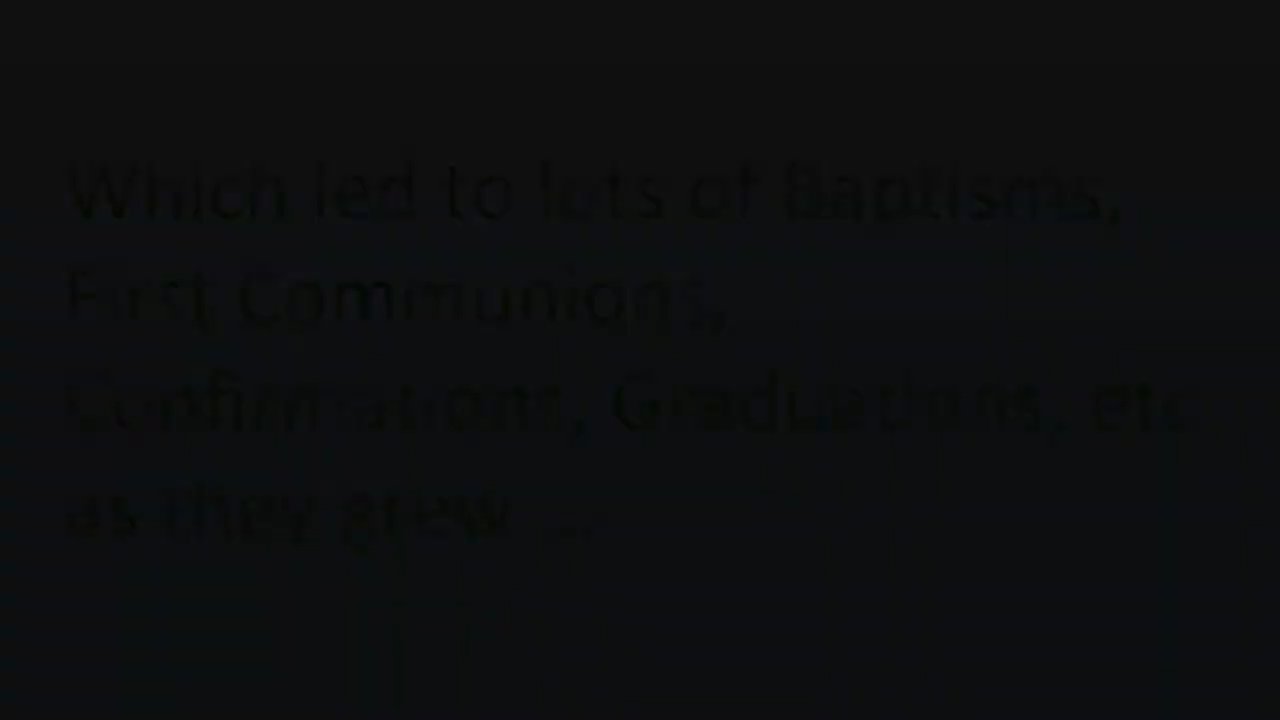 Which led to lots of Baptisms,
First Communions,
Confirmations, Graduations, etc
as they grew ...